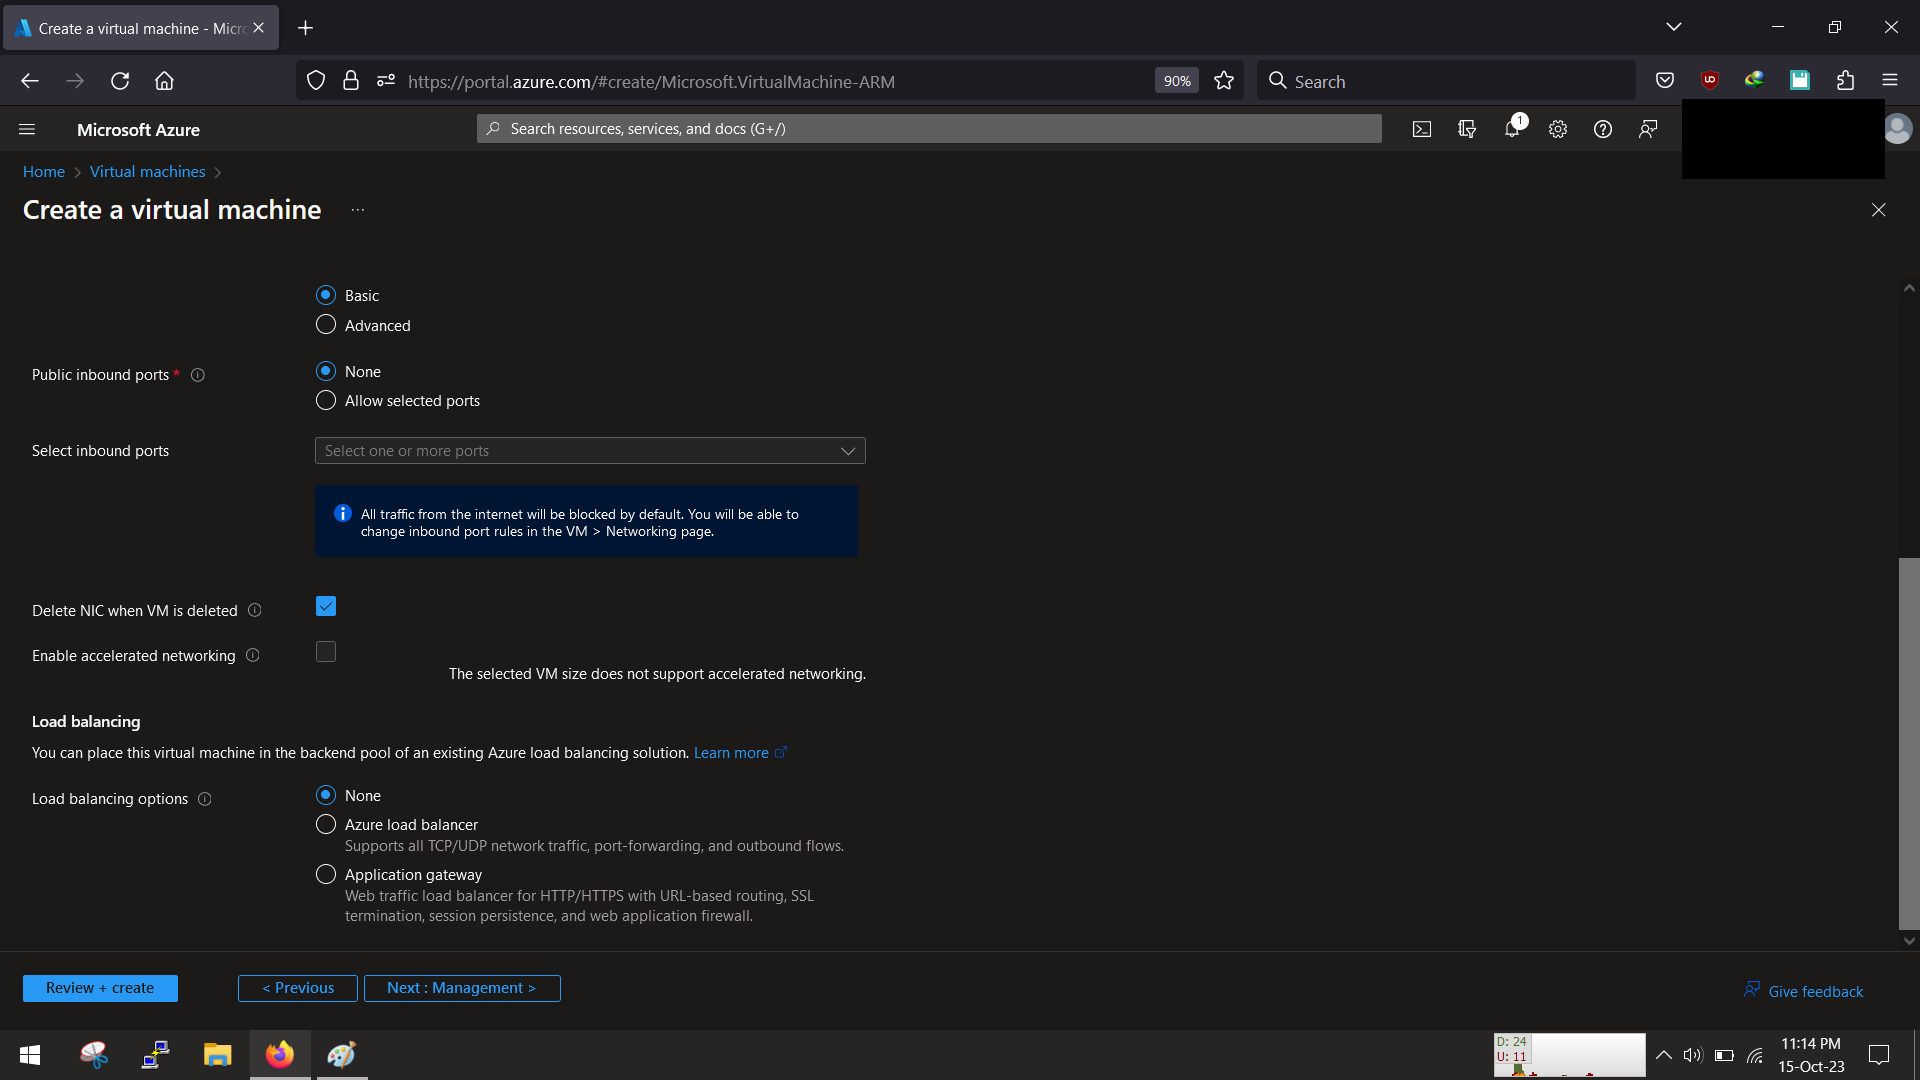 Create a virtual machine - Micro
https://portal.azure.com/#create/Microsoft.VirtualMachine-ARM
90%
Search
Microsoft Azure
Search resources, services, and docs (G+/)
1
Home > Virtual machines >
Create a virtual machine
...
Basic
Advanced
Public inbound ports *
None
Allow selected ports
Select inbound ports
Select one or more ports
All traffic from the internet will be blocked by default. You will be able to
change inbound port rules in the VM > Networking page.
Delete NIC when VM is deleted
Enable accelerated networking
The selected VM size does not support accelerated networking.
Load balancing
You can place this virtual machine in the backend pool of an existing Azure load balancing solution. Learn more
Load balancing options
None
Azure load balancer
Supports all TCP/UDP network traffic, port-forwarding, and outbound flows.
Application gateway
Web traffic load balancer for HTTP/HTTPS with URL-based routing, SSL
termination, session persistence, and web application firewall.
Review + create
< Previous
Next : Management >
Give feedback
D: 24
U: 11
11:14 PM
15-Oct-23